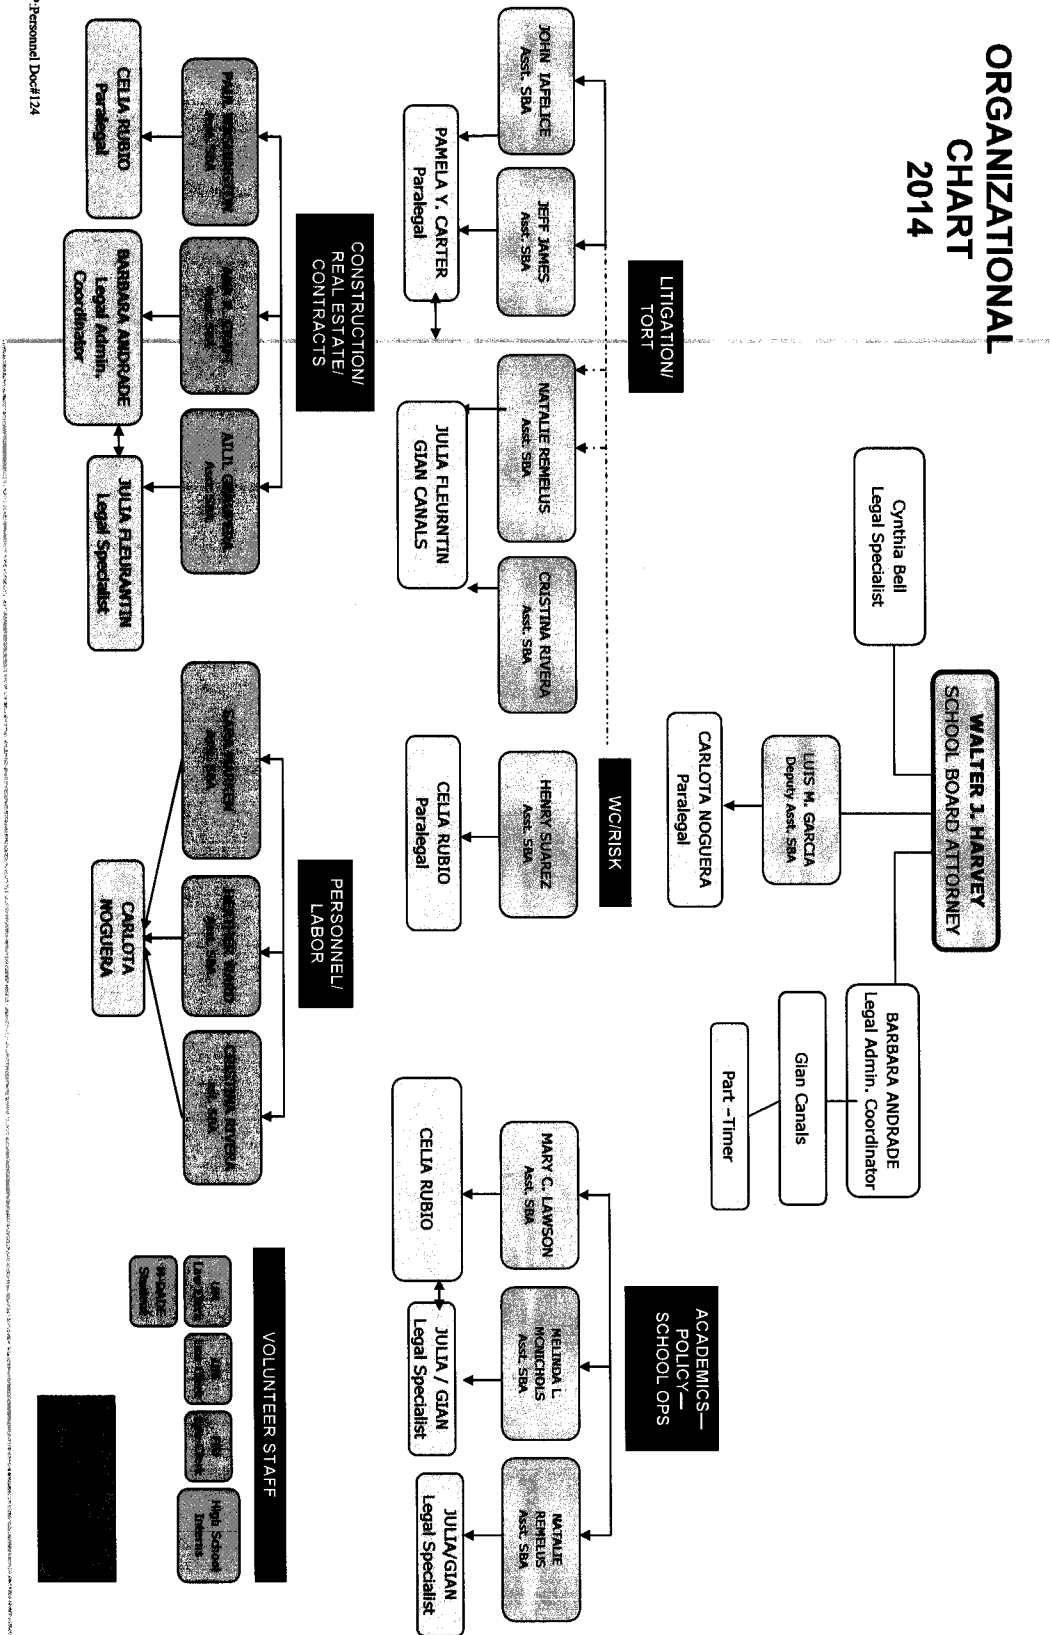 ORGANIZATIONAL
CHART
2014
WALTER J. HARVEY
SCHOOL BOARD ATTORNEY
Cynthia Bell
Legal Specialist
LUIS M. GARCIA
Deputy Asst. SBA
CARLOTA NOGUERA
Paralegal
BARBARA ANDRADE
Legal Admin. Coordinator
Gian Canals
Part -Timer
LITIGATION/
TORT
JOHN IAFELICE
Asst. SBA
JEFF JAMES
Asst. SBA
NATALIE REMELUS
Asst. SBA
CRISTINA RIVERA
Asst. SBA
PAMELA Y. CARTER
Paralegal
JULIA FLEURNTIN
GIAN CANALS
WC/RISK
HENRY SUAREZ
Asst. SBA
CELIA RUBIO
Paralegal
ACADEMICS—
POLICY—
SCHOOL OPS
MARY C. LAWSON
Asst. SBA
MELINDA L.
MCNICHOLS
Asst. SBA
NATALIE
REMELUS
Asst. SBA
CELIA RUBIO
JULIA / GIAN
Legal Specialist
JULIA/GIAN
Legal Specialist
CONSTRUCTION/
REAL ESTATE/
CONTRACTS
PAUL
Asst. SBA
CELIA RUBIO
Paralegal
BARBARA ANDRADE
Legal Admin.
Coordinator
JULIA FLEURANTIN
Legal Specialist
PERSONNEL/
LABOR
CRISTINA RIVERA
CARLOTA
NOGUERA
VOLUNTEER STAFF
High School
Interns
:Personnel Doc#124